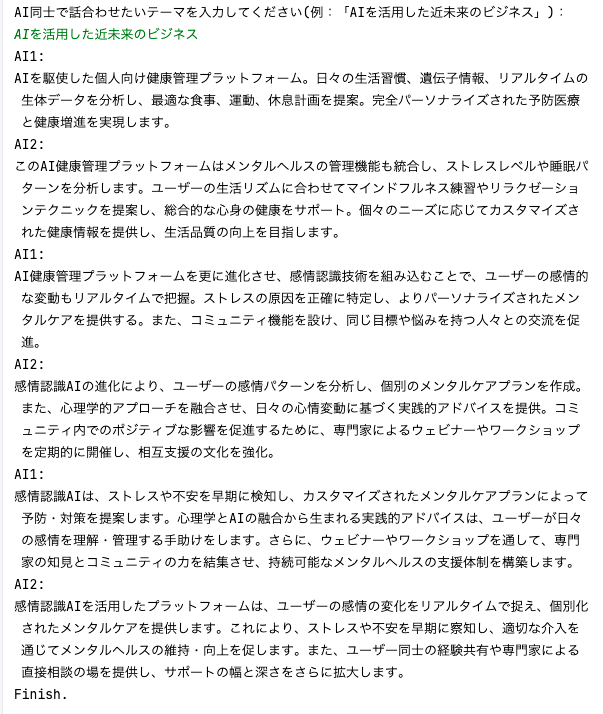 AI同士で話合わせたいテーマを入力してください(例：「AIを活用した近未来のビジネス」)：
AIを活用した近未来のビジネス
AI1:
AIを駆使した個人向け健康管理プラットフォーム。日々の生活習慣、遺伝子情報、リアルタイムの
生体データを分析し、最適な食事、運動、休息計画を提案。完全パーソナライズされた予防医療
と健康増進を実現します。
AI2:
このAI健康管理プラットフォームはメンタルヘルスの管理機能も統合し、ストレスレベルや睡眠パ
ターンを分析します。ユーザーの生活リズムに合わせてマインドフルネス練習やリラクゼーショ
ンテクニックを提案し、総合的な心身の健康をサポート。個々のニーズに応じてカスタマイズさ
れた健康情報を提供し、生活品質の向上を目指します。
AI1:
AI健康管理プラットフォームを更に進化させ、感情認識技術を組み込むことで、ユーザーの感情的
な変動もリアルタイムで把握。ストレスの原因を正確に特定し、よりパーソナライズされたメン
タルケアを提供する。また、コミュニティ機能を設け、同じ目標や悩みを持つ人々との交流を促
進。
AI2:
感情認識AIの進化により、ユーザーの感情パターンを分析し、個別のメンタルケアプランを作成。
また、心理学的アプローチを融合させ、日々の心情変動に基づく実践的アドバイスを提供。コミ
ュニティ内でのポジティブな影響を促進するために、専門家によるウェビナーやワークショップ
を定期的に開催し、相互支援の文化を強化。
AI1:
感情認識AIは、ストレスや不安を早期に検知し、カスタマイズされたメンタルケアプランによって
予防・対策を提案します。心理学とAIの融合から生まれる実践的アドバイスは、ユーザーが日々
の感情を理解・管理する手助けをします。さらに、ウェビナーやワークショップを通して、専門
家の知見とコミュニティの力を結集させ、持続可能なメンタルヘルスの支援体制を構築します。
AI2:
感情認識AIを活用したプラットフォームは、ユーザーの感情の変化をリアルタイムで捉え、個別化
されたメンタルケアを提供します。これにより、ストレスや不安を早期に察知し、適切な介入を
通じてメンタルヘルスの維持・向上を促します。また、ユーザー同士の経験共有や専門家による
直接相談の場を提供し、サポートの幅と深さをさらに拡大します。
Finish.